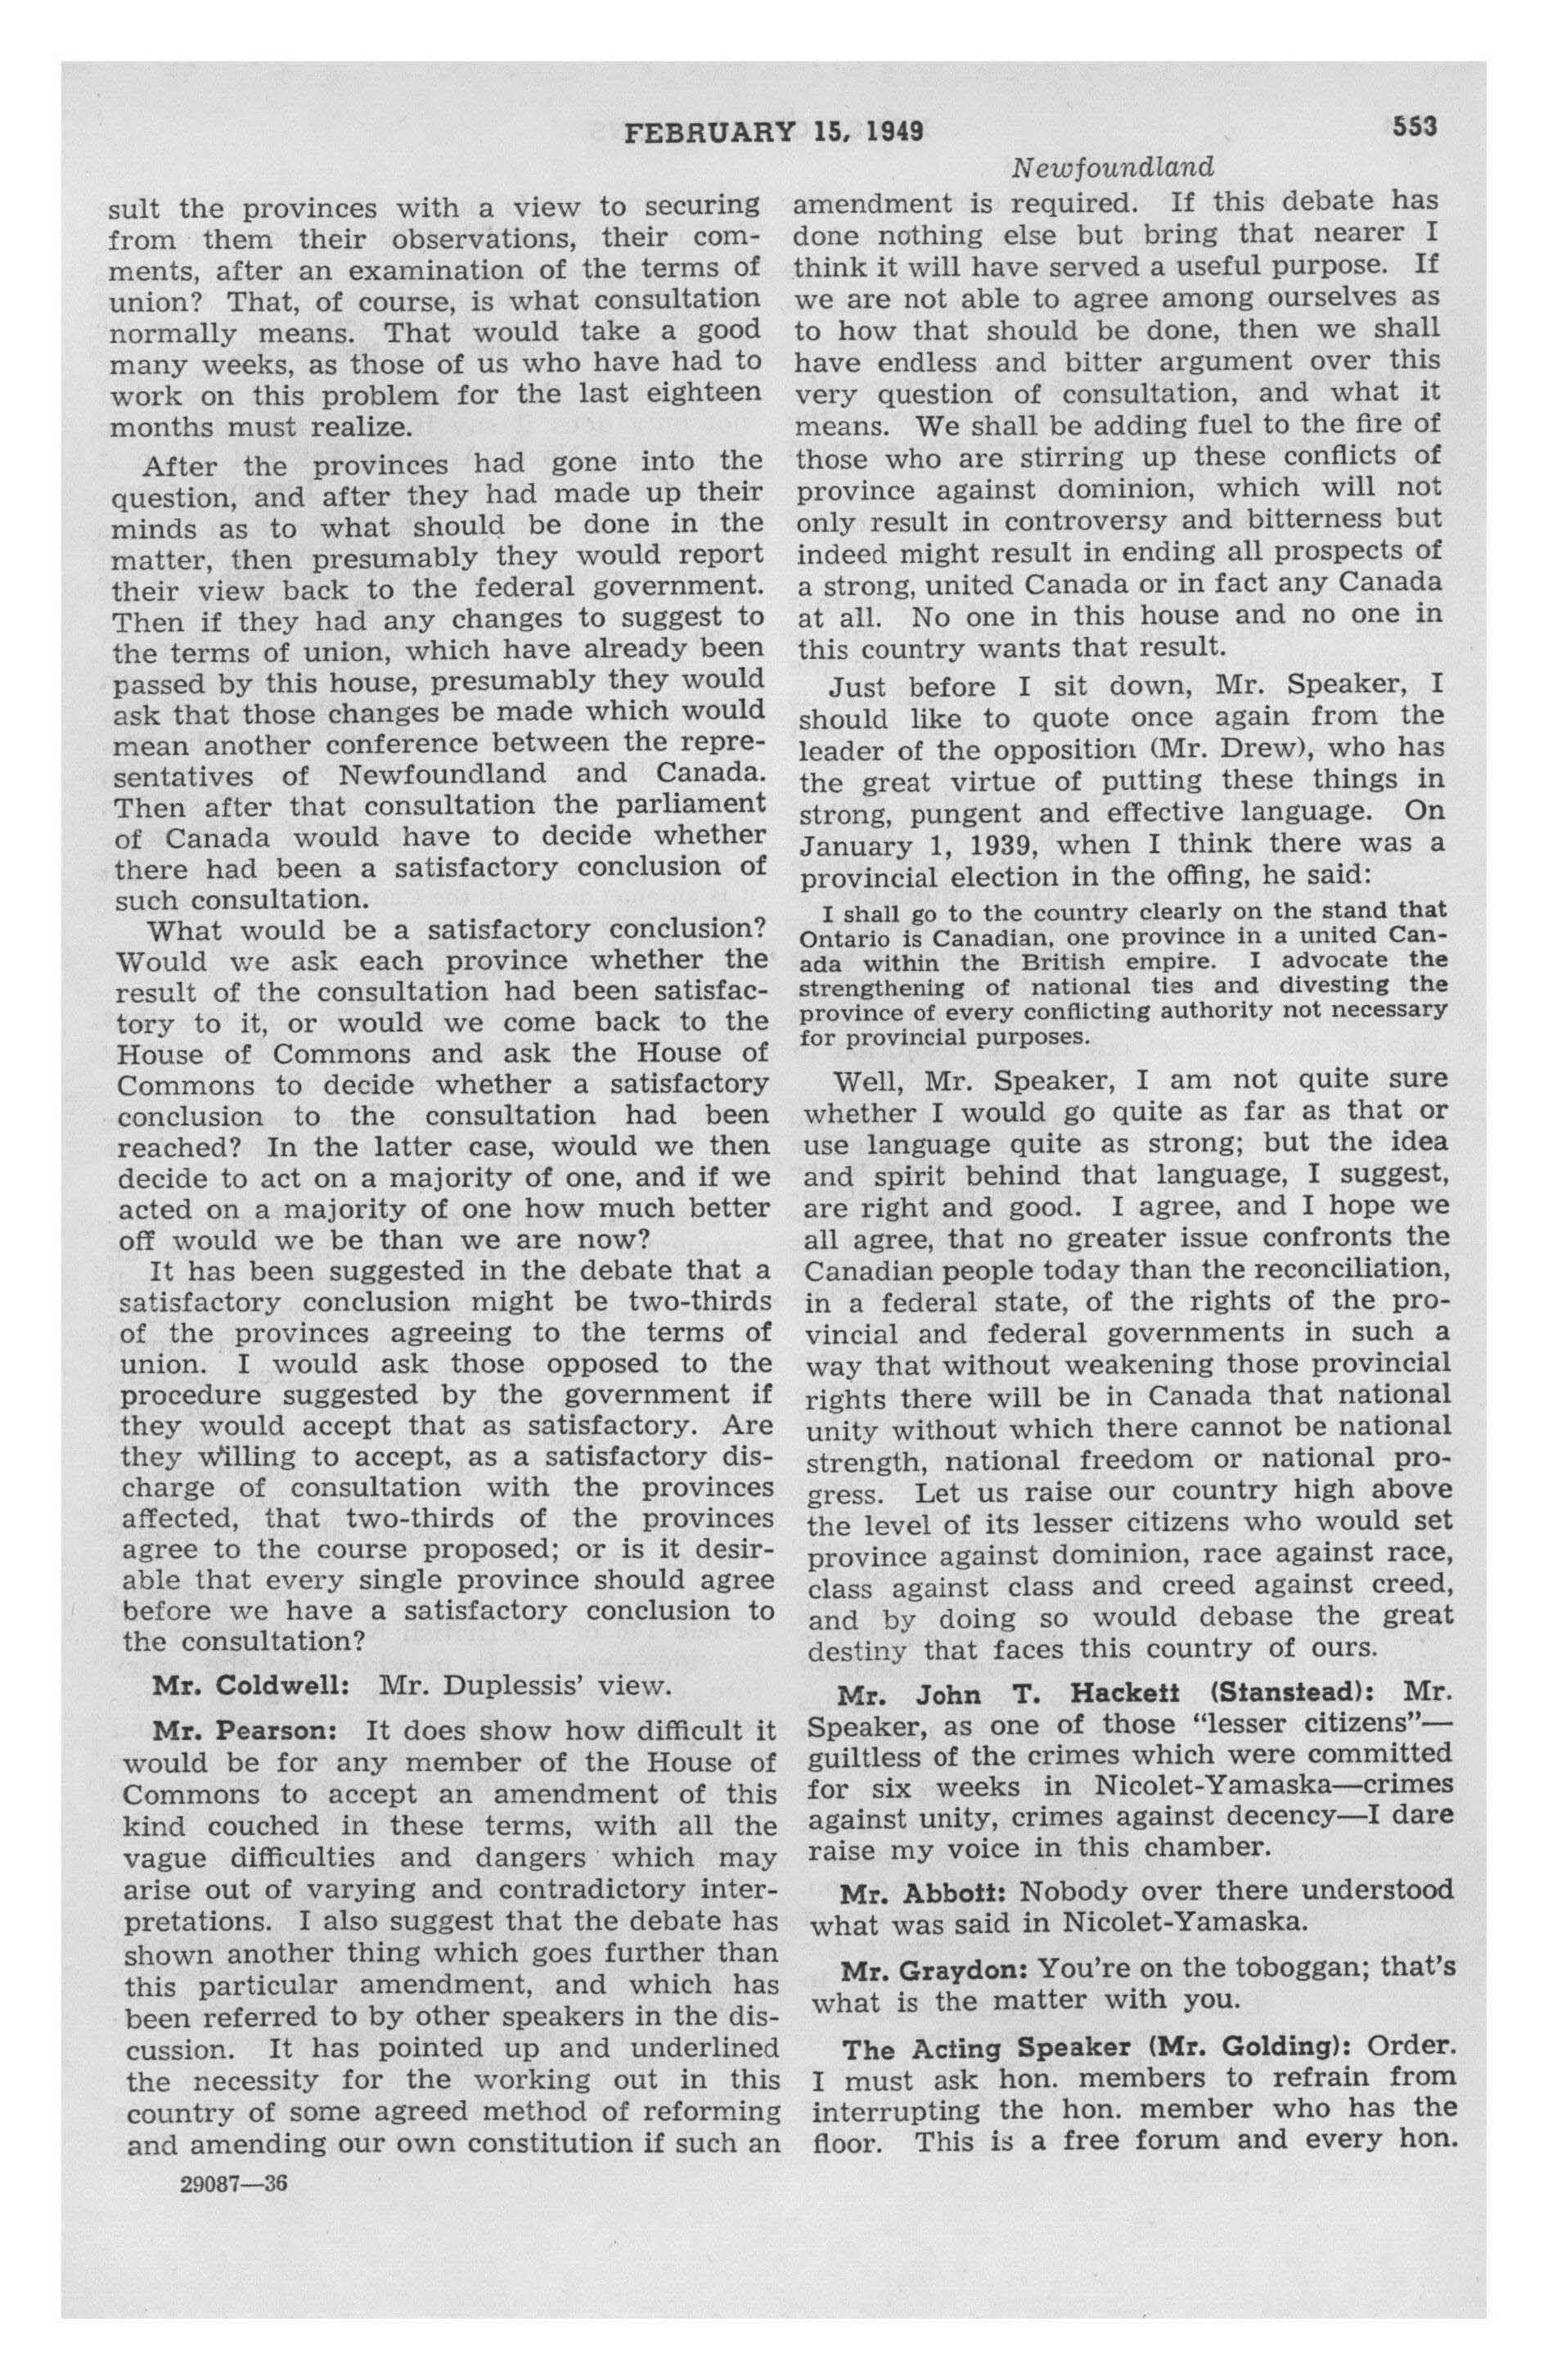 FEBRUARY 15, 1949
553
Newfoundland
sult the provinces with a view to securing
from them their observations, their com-
ments, after an examination of the terms of
union? That, of course, is what consultation
normally means. That would take a good
many weeks, as those of us who have had to
work on this problem for the last eighteen
months must realize.
After the provinces had gone into the
question, and after they had made up their
minds as to what should be done in the
matter, then presumably they would report
their view back to the federal government.
Then if they had any changes to suggest to
the terms of union, which have already been
passed by this house, presumably they would
ask that those changes be made which would
mean another conference between the repre-
sentatives of Newfoundland and Canada.
Then after that consultation the parliament
of Canada would have to decide whether
there had been a satisfactory conclusion of
such consultation.
What would be a satisfactory conclusion?
Would we ask each province whether the
result of the consultation had been satisfac-
tory to it, or would we come back to the
House of Commons and ask the House of
Commons to decide whether a satisfactory
conclusion to the consultation had been
reached? In the latter case, would we then
decide to act on a majority of one, and if we
acted on a majority of one how much better
off would we be than we are now?
It has been suggested in the debate that a
satisfactory conclusion might be two-thirds
of the provinces agreeing to the terms of
union. I would ask those opposed to the
procedure suggested by the government if
they would accept that as satisfactory. Are
they willing to accept, as a satisfactory dis-
charge of consultation with the provinces
affected, that two-thirds of the provinces
agree to the course proposed; or is it desir-
able that every single province should agree
before we have a satisfactory conclusion to
the consultation?
Mr. Coldwell: Mr. Duplessis' view.
Mr. Pearson: It does show how difficult it
would be for any member of the House of
Commons to accept an amendment of this
kind couched in these terms, with all the
vague difficulties and dangers which may
arise out of varying and contradictory inter-
pretations. I also suggest that the debate has
shown another thing which goes further than
this particular amendment, and which has
been referred to by other speakers in the dis-
cussion. It has pointed up and underlined
the necessity for the working out in this
country of some agreed method of reforming
and amending our own constitution if such an
29087—36
amendment is required. If this debate has
done nothing else but bring that nearer I
think it will have served a useful purpose. If
we are not able to agree among ourselves as
to how that should be done, then we shall
have endless and bitter argument over this
very question of consultation, and what it
means. We shall be adding fuel to the fire of
those who are stirring up these conflicts of
province against dominion, which will not
only result in controversy and bitterness but
indeed might result in ending all prospects of
a strong, united Canada or in fact any Canada
at all. No one in this house and no one in
this country wants that result.
Just before I sit down, Mr. Speaker, I
should like to quote once again from the
leader of the opposition (Mr. Drew), who has
the great virtue of putting these things in
strong, pungent and effective language. On
January 1, 1939, when I think there was a
provincial election in the offing, he said:
I shall go to the country clearly on the stand that
Ontario is Canadian, one province in a united Can-
ada within the British empire. I advocate the
strengthening of national ties and divesting the
province of every conflicting authority not necessary
for provincial purposes.
Well, Mr. Speaker, I am not quite sure
whether I would go quite as far as that or
use language quite as strong; but the idea
and spirit behind that language, I suggest,
are right and good. I agree, and I hope we
all agree, that no greater issue confronts the
Canadian people today than the reconciliation,
in a federal state, of the rights of the pro-
vincial and federal governments in such a
way that without weakening those provincial
rights there will be in Canada that national
unity without which there cannot be national
strength, national freedom or national pro-
gress. Let us raise our country high above
the level of its lesser citizens who would set
province against dominion, race against race,
class against class and creed against creed,
and by doing so would debase the great
destiny that faces this country of ours.
Mr. John T. Hackett (Stanstead): Mr.
Speaker, as one of those "lesser citizens"—
guiltless of the crimes which were committed
for six weeks in Nicolet-Yamaska—crimes
against unity, crimes against decency—I dare
raise my voice in this chamber.
Mr. Abbott: Nobody over there understood
what was said in Nicolet-Yamaska.
Mr. Graydon: You're on the toboggan; that's
what is the matter with you.
The Acting Speaker (Mr. Golding): Order.
I must ask hon. members to refrain from
interrupting the hon. member who has the
floor. This is a free forum and every hon.